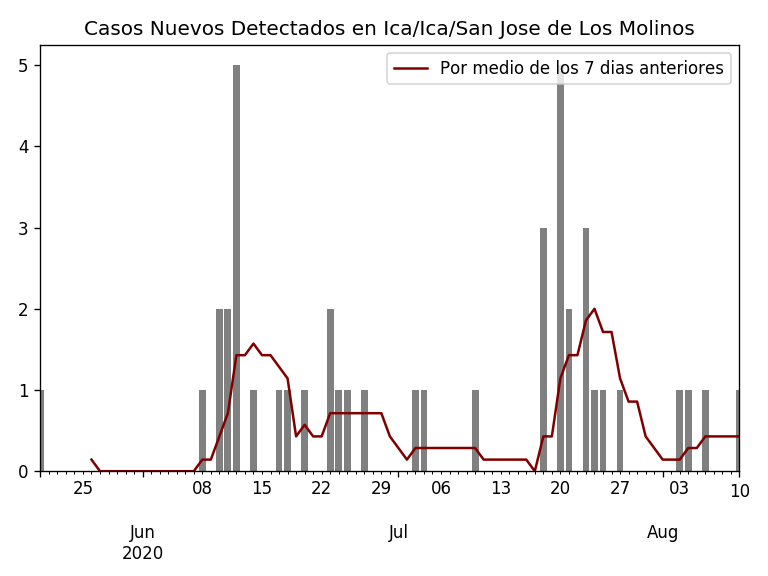 Casos Nuevos Detectados en Ica/Ica/San Jose de Los Molinos
Por medio de los 7 dias anteriores
5
4
3
2
1
0
25 08 15 22 29 06 13 20 27 03 10
Jun Jul Aug
2020